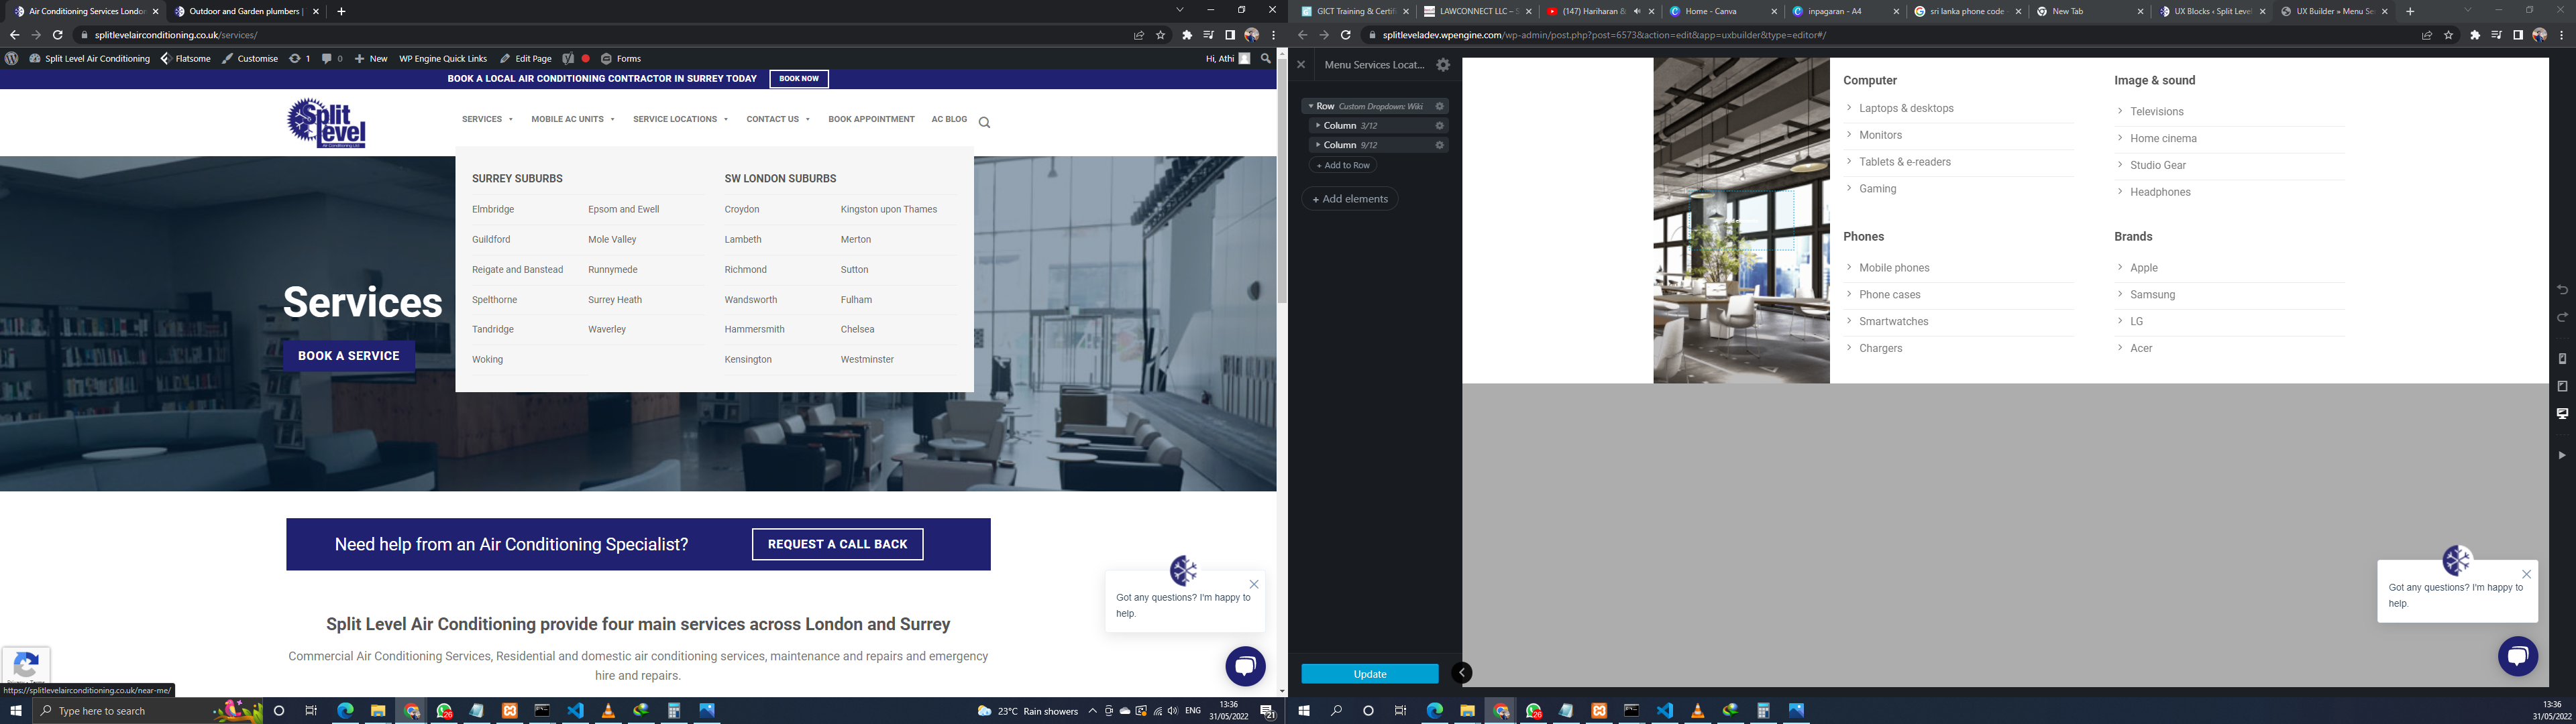 Air Conditioning Services London
Outdoor and Garden plumbers |
splitlevelairconditioning.co.uk/services/
Split Level Air Conditioning
Flatsome
Customise
1
0
New
WP Engine Quick Links
Edit Page
Forms
Hi, Athi
BOOK A LOCAL AIR CONDITIONING CONTRACTOR IN SURREY TODAY
BOOK NOW
Split
Level
Air Conditioning Ltd
SERVICES
MOBILE AC UNITS
SERVICE LOCATIONS
CONTACT US
BOOK APPOINTMENT
AC BLOG
SURREY SUBURBS
SW LONDON SUBURBS
Elmbridge
Epsom and Ewell
Croydon
Kingston upon Thames
Guildford
Mole Valley
Lambeth
Merton
Reigate and Banstead
Runnymede
Richmond
Sutton
Spelthorne
Surrey Heath
Wandsworth
Fulham
Tandridge
Waverley
Hammersmith
Chelsea
Woking
Kensington
Westminster
Services
BOOK A SERVICE
Need help from an Air Conditioning Specialist?
REQUEST A CALL BACK
Split Level Air Conditioning provide four main services across London and Surrey
Commercial Air Conditioning Services, Residential and domestic air conditioning services, maintenance and repairs and emergency
hire and repairs.
Got any questions? I'm happy to
help.
https://splitlevelairconditioning.co.uk/near-me/
Type here to search
26
23°C Rain showers
ENG
13:36
31/05/2022
21
GICT Training & Certifi
LAWCONNECT LLC – S
(147) Hariharan &
Home - Canva
inpagaran - A4
sri lanka phone code -
New Tab
UX Blocks ‹ Split Level
UX Builder » Menu Se
splitleveladev.wpengine.com/wp-admin/post.php?post=6573&action=edit&app=uxbuilder&type=editor#/
Menu Services Locat...
Row Custom Dropdown: Wiki
Column 3/12
Column 9/12
+ Add to Row
+ Add elements
Update
Computer
Laptops & desktops
Monitors
Tablets & e-readers
Gaming
Image & sound
Televisions
Home cinema
Studio Gear
Headphones
Phones
Mobile phones
Phone cases
Smartwatches
Chargers
Brands
Apple
Samsung
LG
Acer
Got any questions? I'm happy to
help.
26
13:36
31/05/2022